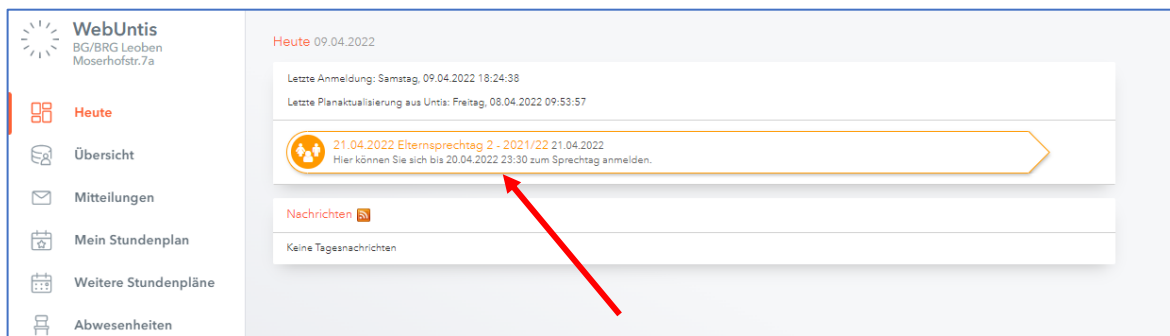 WebUntis
BG/BRG Leoben
Moserhofstr.7a
Heute
Übersicht
Mitteilungen
Mein Stundenplan
Weitere Stundenpläne
Abwesenheiten
Heute 09.04.2022
Letzte Anmeldung: Samstag, 09.04.2022 18:24:38
Letzte Planaktualisierung aus Untis: Freitag, 08.04.2022 09:53:57
21.04.2022 Elternsprechtag 2 - 2021/22 21.04.2022
Hier können Sie sich bis 20.04.2022 23:30 zum Sprechtag anmelden.
Nachrichten
Keine Tagesnachrichten